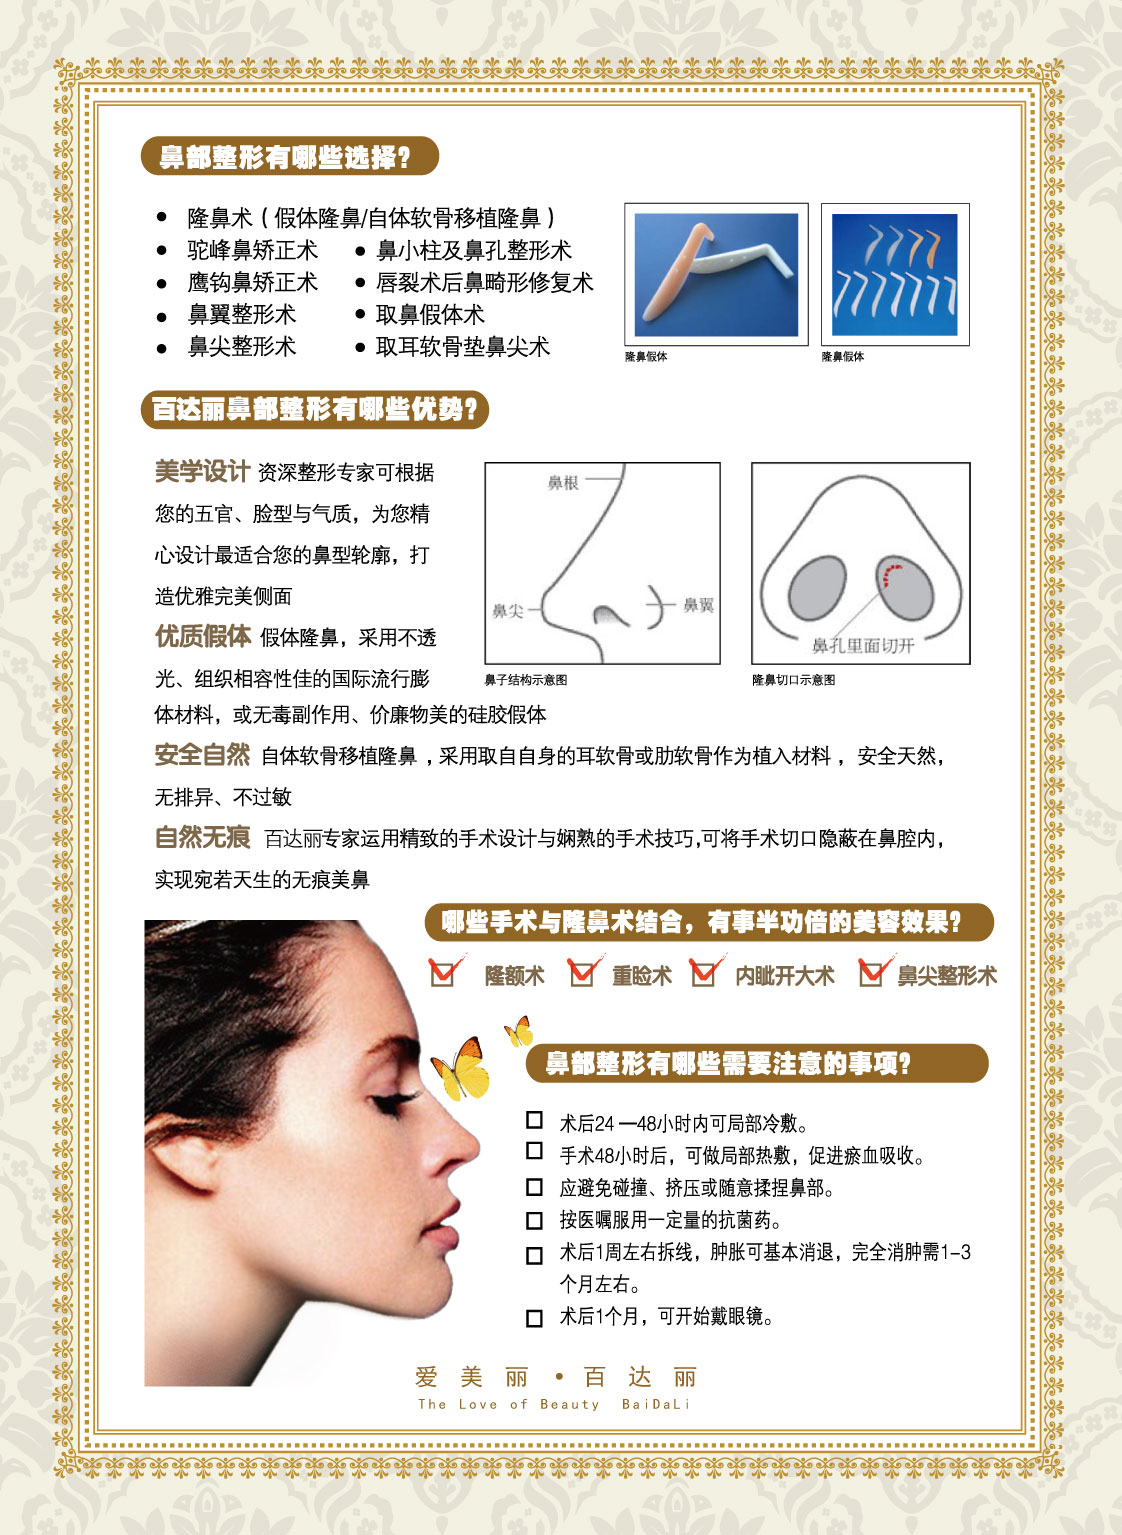 鼻部整形有哪些选择?
● 隆鼻术（假体隆鼻/自体软骨移植隆鼻）
● 驼峰鼻矫正术 ● 鼻小柱及鼻孔整形术
● 鹰钩鼻矫正术 ● 唇裂术后鼻畸形修复术
● 鼻翼整形术 ● 取鼻假体术
● 鼻尖整形术 ● 取耳软骨垫鼻尖术
隆鼻假体
隆鼻假体
百达丽鼻部整形有哪些优势?
美学设计 资深整形专家可根据
您的五官、脸型与气质，为您精
心设计最适合您的鼻型轮廓，打
造优雅完美侧面
优质假体 假体隆鼻，采用不透
光、组织相容性佳的国际流行膨
体材料，或无毒副作用、价廉物美的硅胶假体
鼻根
鼻尖
鼻翼
鼻子结构示意图
鼻孔里面切开
隆鼻切口示意图
安全自然 自体软骨移植隆鼻，采用取自自身的耳软骨或肋软骨作为植入材料，安全天然，
无排异、不过敏
自然无痕 百达丽专家运用精致的手术设计与娴熟的手术技巧,可将手术切口隐蔽在鼻腔内，
实现宛若天生的无痕美鼻
哪些手术与隆鼻术结合，有事半功倍的美容效果?
隆额术 重睑术 内眦开大术 鼻尖整形术
鼻部整形有哪些需要注意的事项?
术后24—48小时内可局部冷敷。
手术48小时后，可做局部热敷，促进瘀血吸收。
应避免碰撞、挤压或随意揉捏鼻部。
按医嘱服用一定量的抗菌药。
术后1周左右拆线，肿胀可基本消退，完全消肿需1-3
个月左右。
术后1个月，可开始戴眼镜。
爱美丽·百达丽
The Love of Beauty BaiDaLi